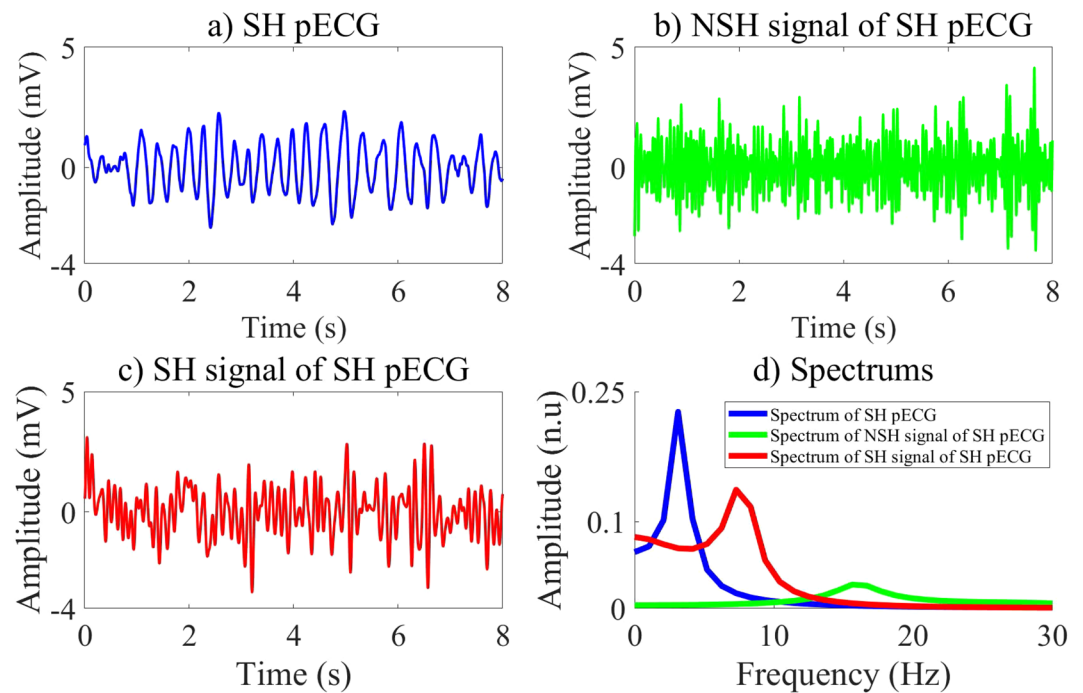 a) SH pECG
5
0
-4
Amplitude (mV)
0 2 4 6 8
Time (s)
b) NSH signal of SH pECG
5
0
-4
Amplitude (mV)
0 2 4 6 8
Time (s)
c) SH signal of SH pECG
5
0
-4
Amplitude (mV)
0 2 4 6 8
Time (s)
d) Spectrums
0.25
0.1
0
Amplitude (n.u)
Spectrum of SH pECG
Spectrum of NSH signal of SH pECG
Spectrum of SH signal of SH pECG
0 10 20 30
Frequency (Hz)